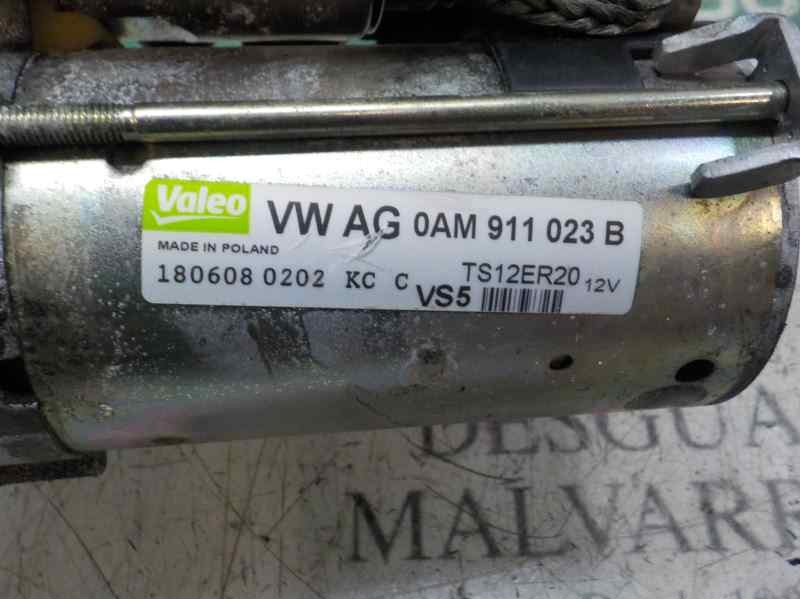 Valeo
VW AG 0AM 911 023 B
MADE IN POLAND
180608 0202 KC C
TS12ER20 12V
VS5
DESGUA
MALVARR